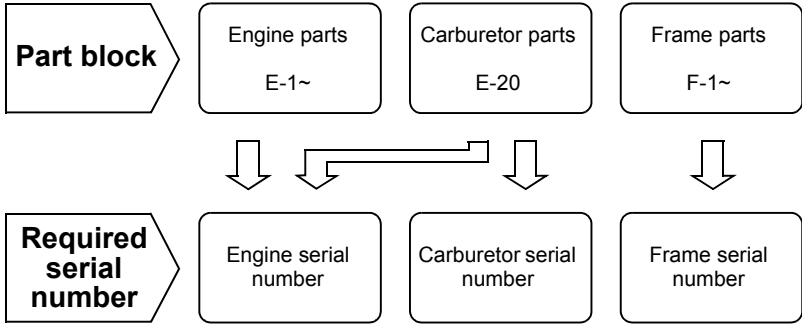 Part block
Engine parts
E-1~
Carburetor parts
E-20
Frame parts
F-1~
Required
serial
number
Engine serial
number
Carburetor serial
number
Frame serial
number